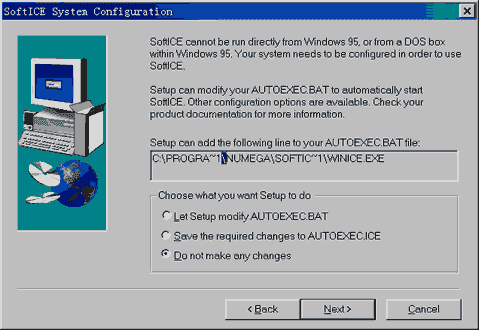 SoftICE System Configuration
SoftICE cannot be run directly from Windows 95, or from a DOS box
within Windows 95, Your system needs to be configured in order to use
SoftICE.
Setup can modify your AUTOEXEC.BAT to automatically start
SoftICE. Other configuration options are available. Check your
product documentation for more information.
Setup can add the following line to your AUTOEXEC.BAT file:
C:\PROGRA~1\NUMEGA\SOFTIC~1\WINICE.EXE
Choose what you want Setup to do
Let Setup modify AUTOEXEC.BAT
Save the required changes to AUTOEXEC.ICE
Do not make any changes
< Back
Next >
Cancel